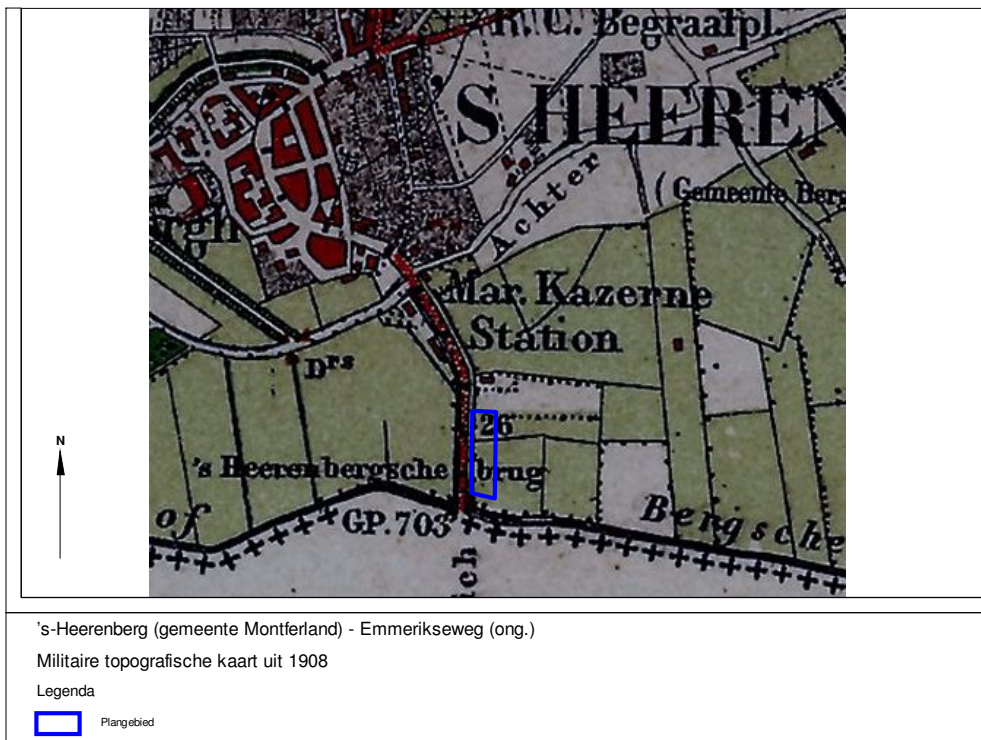 R. C. Begraafpl.
'S HEEREN
Achter
(Gemeente Berg
Mar. Kazerne
Station
Drs
26
's Heerenbergsche brug
of
GP. 703
Bergsche
N
's-Heerenberg (gemeente Montferland) - Emmerikseweg (ong.)
Militaire topografische kaart uit 1908
Legenda
Plangebied